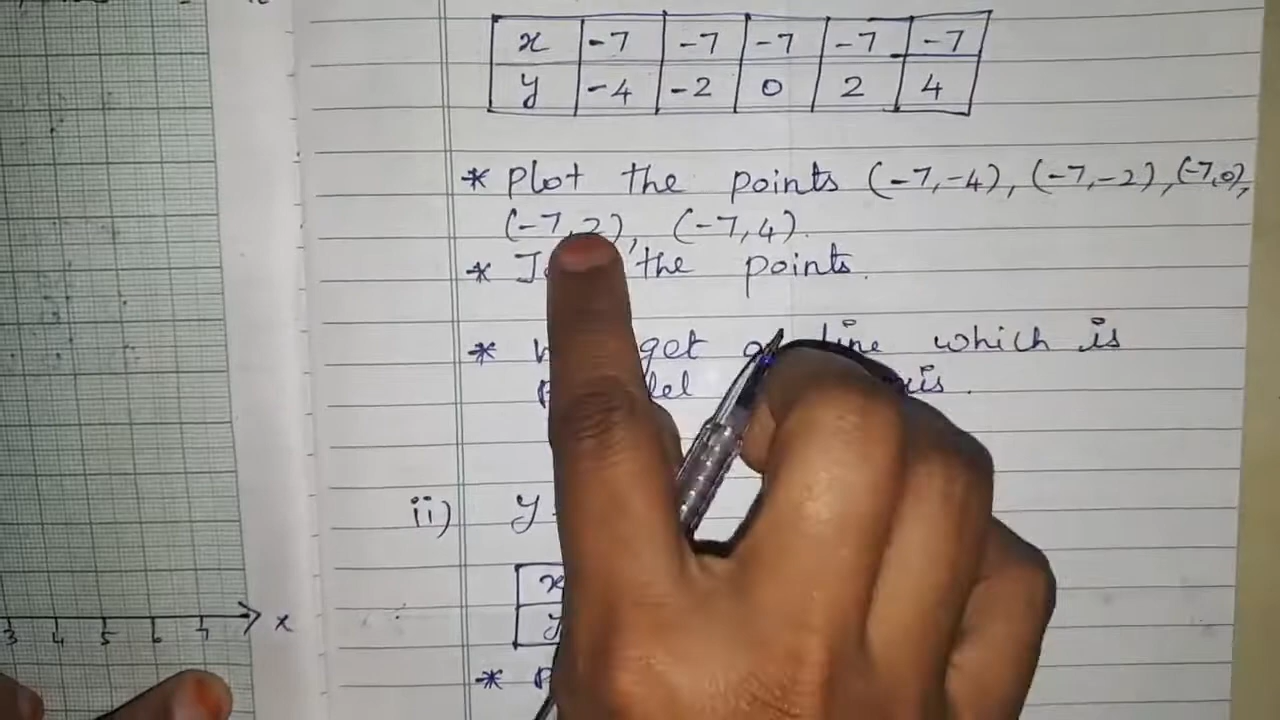 x -7 -7 -7 -7 -7
y -4 -2 0 2 4
* Plot the points (-7,-4), (-7,-2), (-7,0),
(-7,2), (-7,4).
* the points.
* get line which is
ii) y
x
y
*
3 4 5 6 7 x